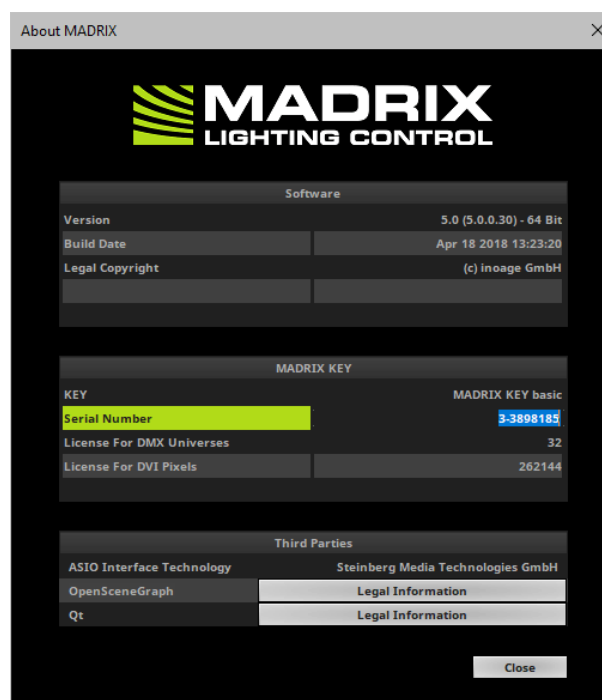 About MADRIX
MADRIX
LIGHTING CONTROL
Software
Version 5.0 (5.0.0.30) - 64 Bit
Build Date Apr 18 2018 13:23:20
Legal Copyright (c) inoage GmbH
MADRIX KEY
KEY MADRIX KEY basic
Serial Number 3-3898185
License For DMX Universes 32
License For DVI Pixels 262144
Third Parties
ASIO Interface Technology Steinberg Media Technologies GmbH
OpenSceneGraph Legal Information
Qt Legal Information
Close